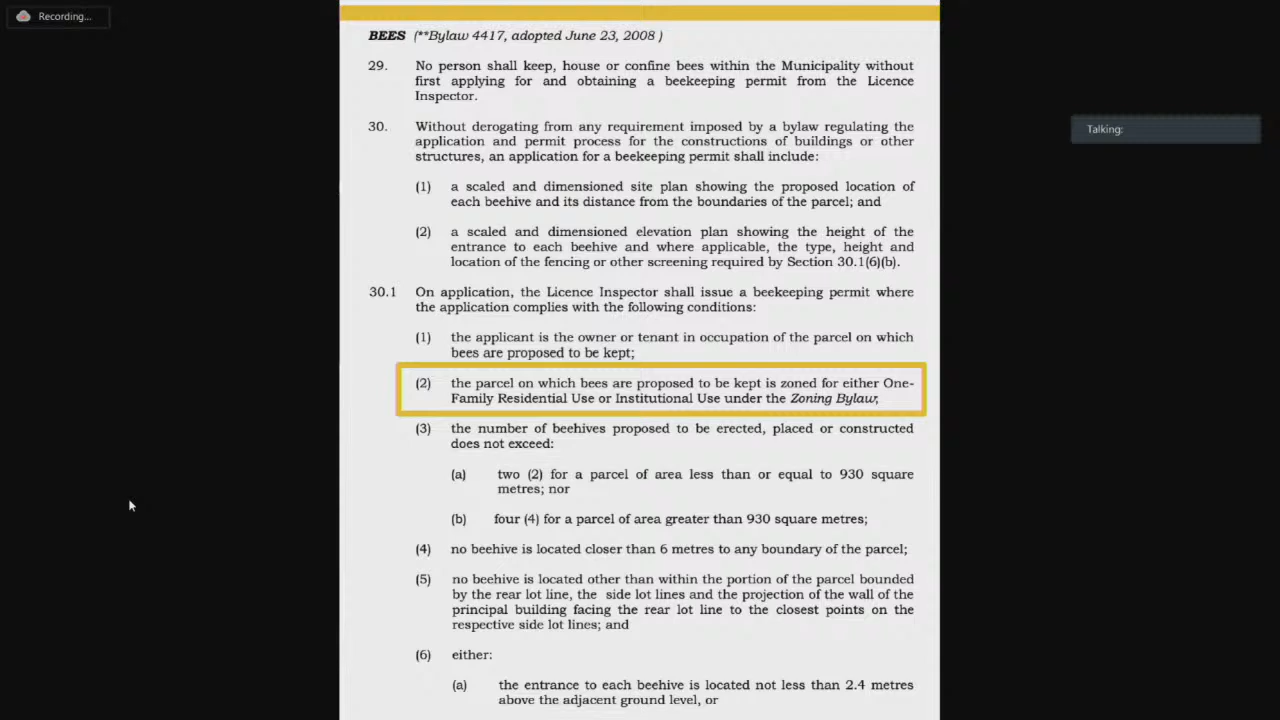 Recording...
BEES (**Bylaw 4417, adopted June 23, 2008 )
29. No person shall keep, house or confine bees within the Municipality without
first applying for and obtaining a beekeeping permit from the Licence
Inspector.
30. Without derogating from any requirement imposed by a bylaw regulating the
application and permit process for the constructions of buildings or other
structures, an application for a beekeeping permit shall include:
(1) a scaled and dimensioned site plan showing the proposed location of
each beehive and its distance from the boundaries of the parcel; and
(2) a scaled and dimensioned elevation plan showing the height of the
entrance to each beehive and where applicable, the type, height and
location of the fencing or other screening required by Section 30.1(6)(b).
30.1 On application, the Licence Inspector shall issue a beekeeping permit where
the application complies with the following conditions:
(1) the applicant is the owner or tenant in occupation of the parcel on which
bees are proposed to be kept;
(2) the parcel on which bees are proposed to be kept is zoned for either One-
Family Residential Use or Institutional Use under the Zoning Bylaw;
(3) the number of beehives proposed to be erected, placed or constructed
does not exceed:
(a) two (2) for a parcel of area less than or equal to 930 square
metres; nor
(b) four (4) for a parcel of area greater than 930 square metres;
(4) no beehive is located closer than 6 metres to any boundary of the parcel;
(5) no beehive is located other than within the portion of the parcel bounded
by the rear lot line, the side lot lines and the projection of the wall of the
principal building facing the rear lot line to the closest points on the
respective side lot lines; and
(6) either:
(a) the entrance to each beehive is located not less than 2.4 metres
above the adjacent ground level, or
Talking: